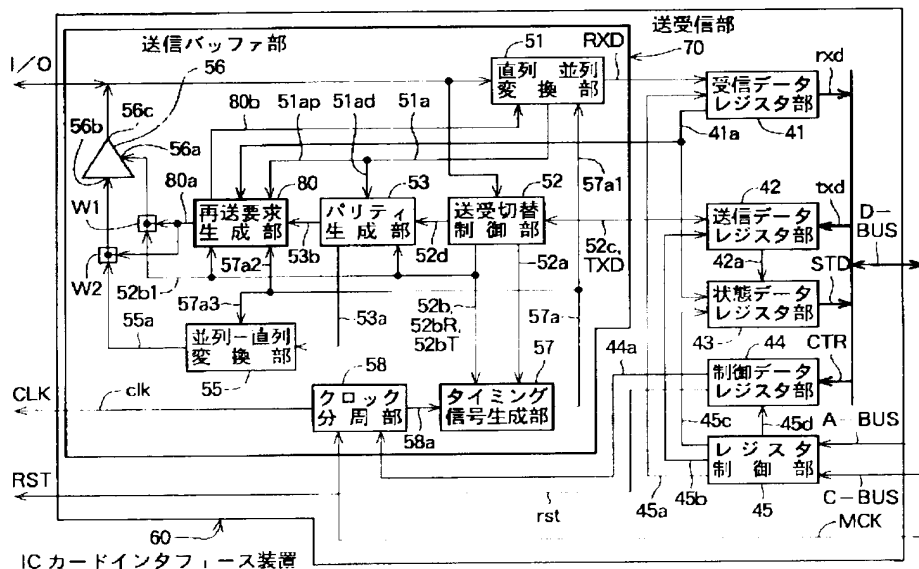 送信バッファ部
送受信部
70
I/O
51
直列 並列
変換部
RXD
受信データ
レジスタ部
41
rxd
41a
56
56c
56b
56a
80b
51ap
51ad
51a
80a
W1
W2
80
再送要求
生成部
53
パリティ
生成部
52
送受切替
制御部
57a1
42
送信データ
レジスタ部
txd
D-BUS
42a
52c,
TXD
53b
52d
52a
57a2
57a3
52b1
55a
並列－直列
変換部
55
53a
52b,
52bR,
52bT
57a
57
タイミング
信号生成部
状態データ
レジスタ部
43
STD
44
44a
制御データ
レジスタ部
CTR
58
クロック
分周部
58a
CLK
clk
45c
45d
A-BUS
レジスタ
制御部
45
45b
45a
C-BUS
RST
rst
MCK
60
ICカードインタフェース装置